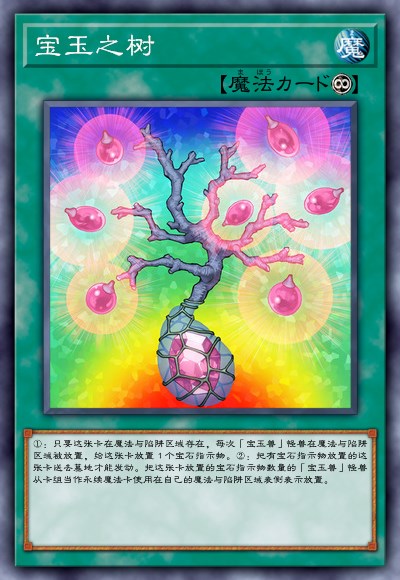 宝玉之树
魔
【魔法カード】
まほう
①：只要这张卡在魔法与陷阱区域存在，每次「宝玉兽」怪兽在魔法与陷阱
区域被放置，给这张卡放置1个宝石指示物。②：把有宝石指示物放置的这
张卡送去墓地才能发动。把这张卡放置的宝石指示物数量的「宝玉兽」怪兽
从卡组当作永续魔法卡使用在自己的魔法与陷阱区域表侧表示放置。